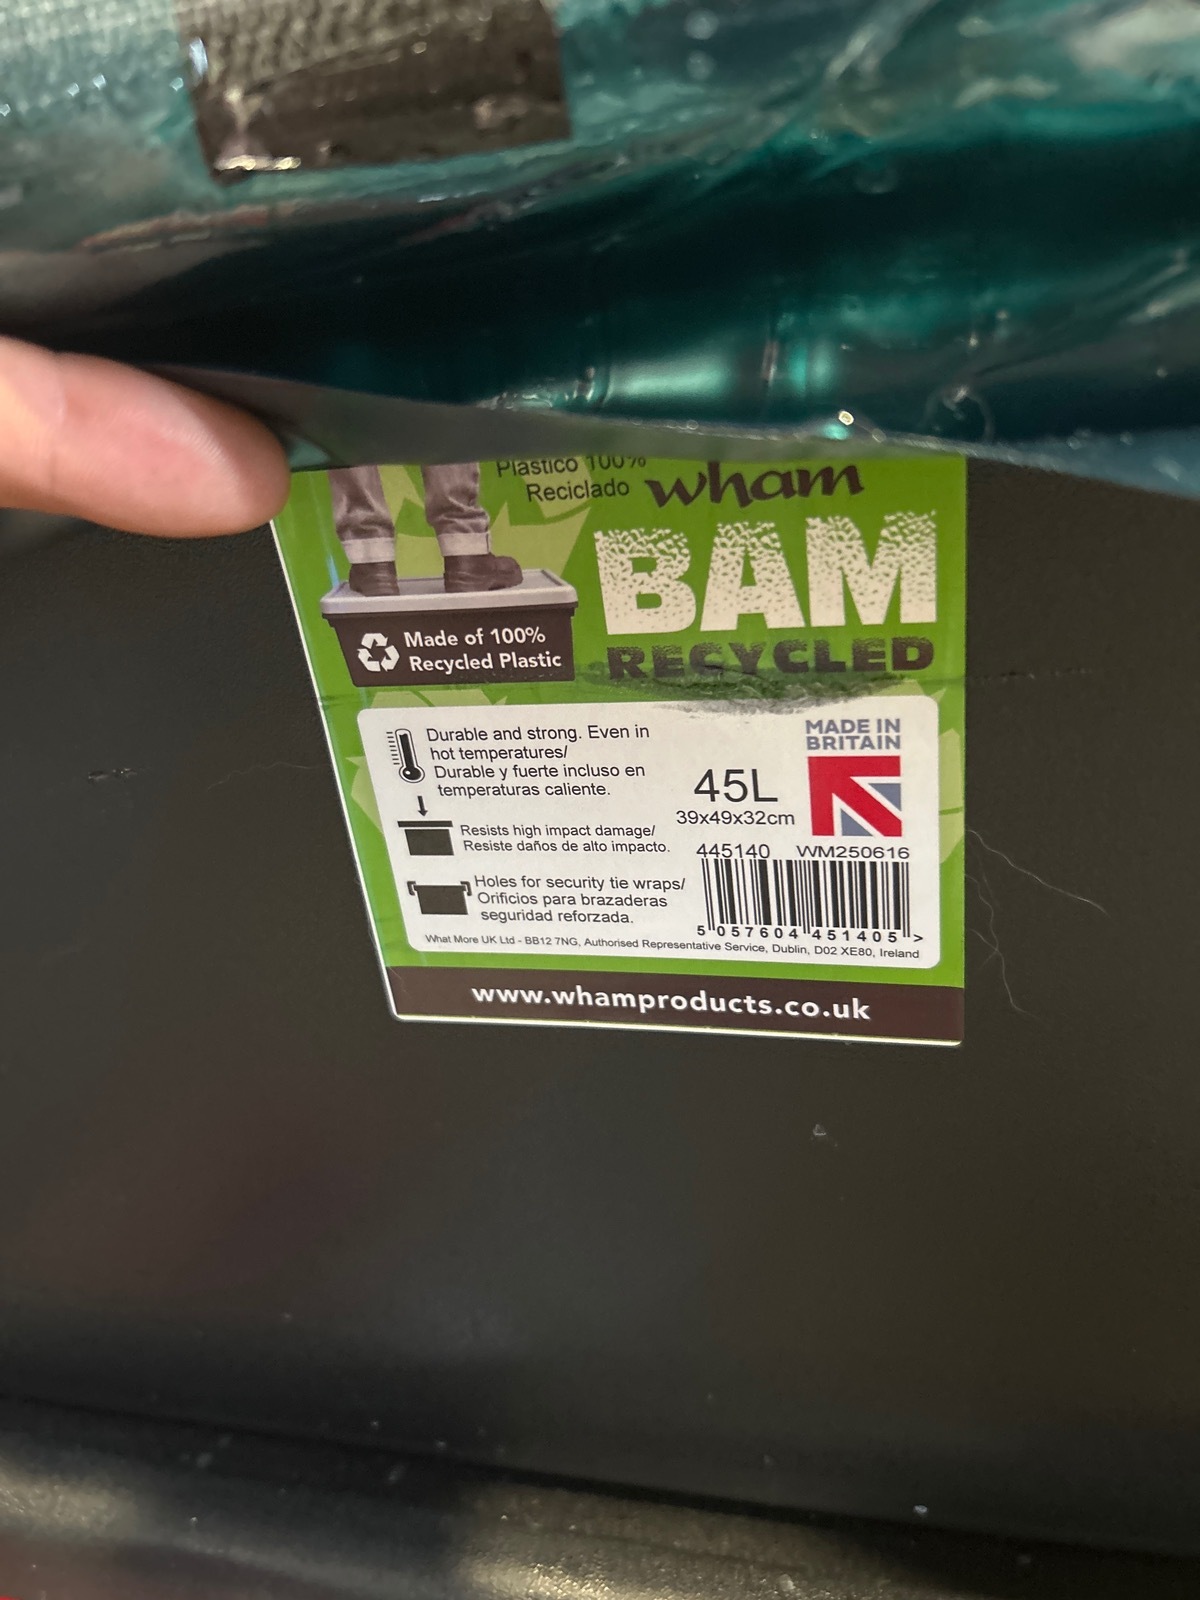 Plástico 100%
Reciclado
wham
BAM
RECYCLED
Made of 100%
Recycled Plastic
Durable and strong. Even in
hot temperatures/
Durable y fuerte incluso en
temperaturas caliente.
Resists high impact damage/
Resiste daños de alto impacto.
Holes for security tie wraps/
Orificios para brazaderas
seguridad reforzada.
45L
39x49x32cm
MADE IN
BRITAIN
445140 WM250616
5 057604 451405 >
What More UK Ltd - BB12 7NG, Authorised Representative Service, Dublin, D02 XE80, Ireland
www.whamproducts.co.uk